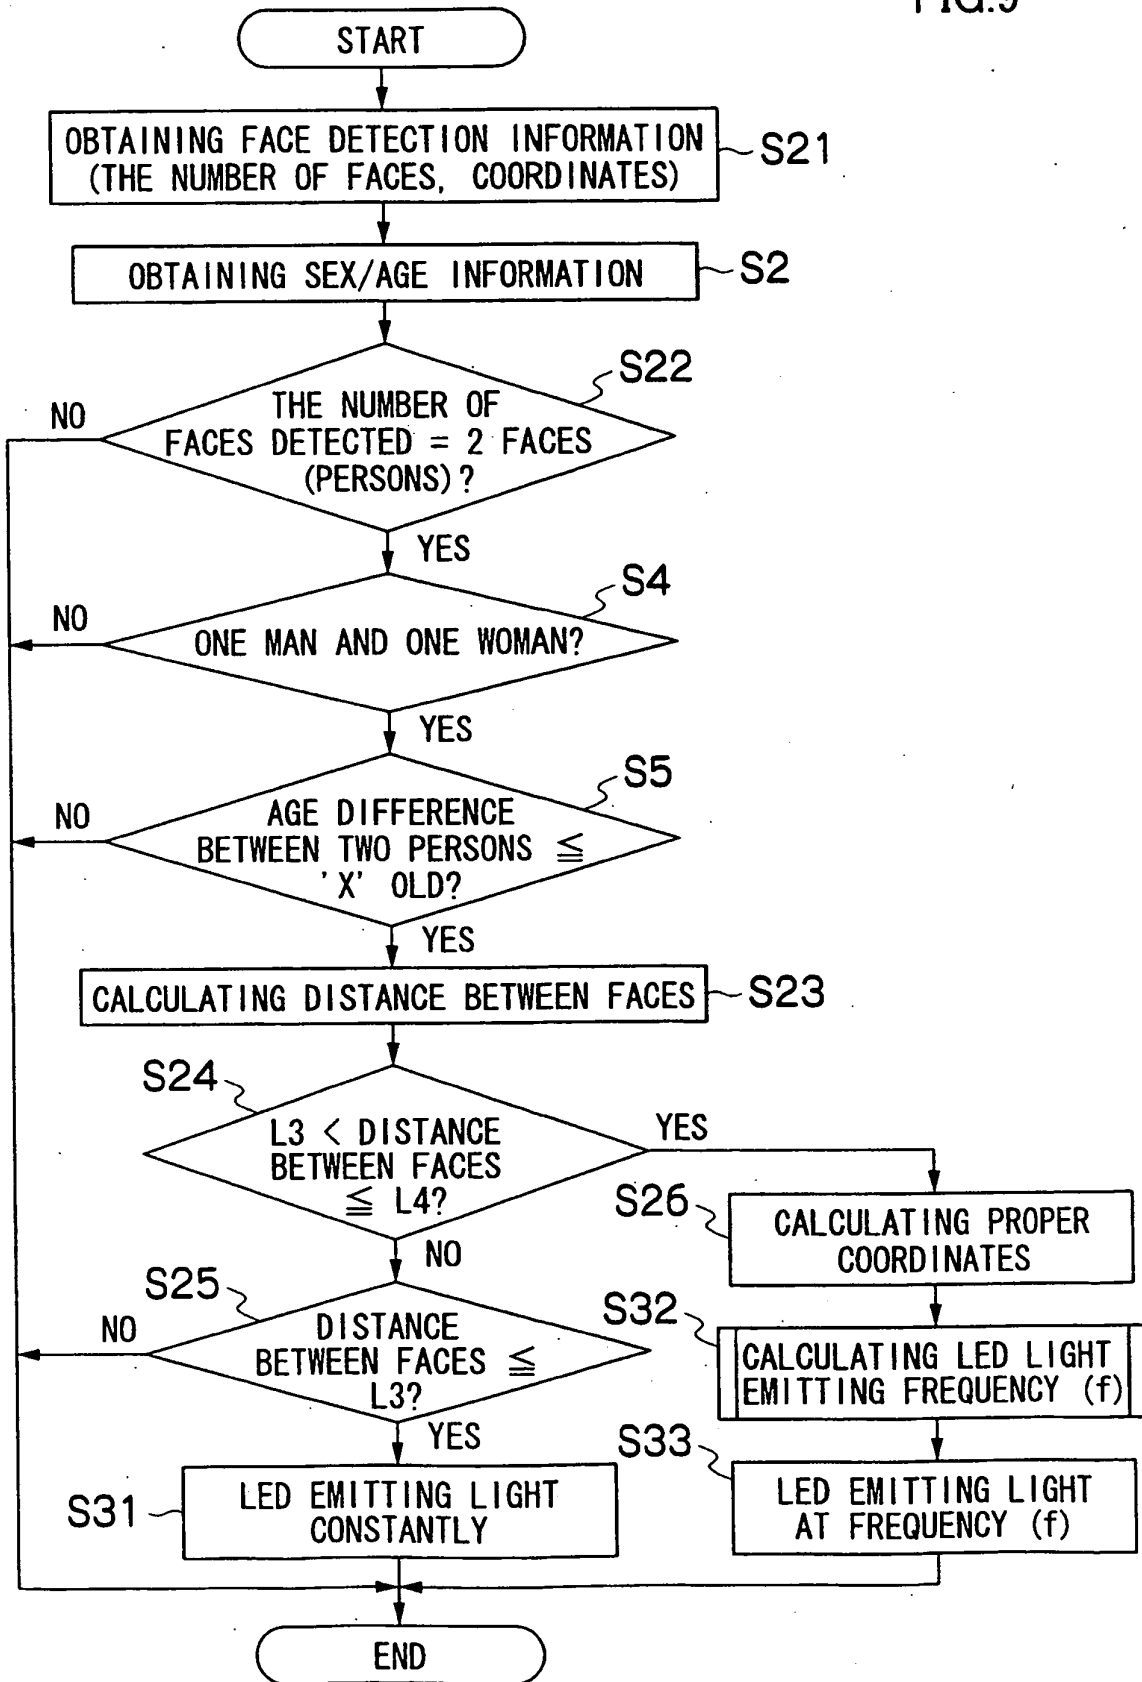 FIG.9
START
OBTAINING FACE DETECTION INFORMATION
(THE NUMBER OF FACES, COORDINATES)
S21
OBTAINING SEX/AGE INFORMATION
S2
S22
THE NUMBER OF
FACES DETECTED = 2 FACES
(PERSONS)?
NO
YES
S4
ONE MAN AND ONE WOMAN?
NO
YES
S5
AGE DIFFERENCE
BETWEEN TWO PERSONS ≦
'X' OLD?
NO
YES
CALCULATING DISTANCE BETWEEN FACES
S23
S24
L3 < DISTANCE
BETWEEN FACES
≦ L4?
YES
NO
S26
CALCULATING PROPER
COORDINATES
S25
DISTANCE
BETWEEN FACES ≦
L3?
NO
YES
S32
CALCULATING LED LIGHT
EMITTING FREQUENCY (f)
S33
LED EMITTING LIGHT
AT FREQUENCY (f)
S31
LED EMITTING LIGHT
CONSTANTLY
END